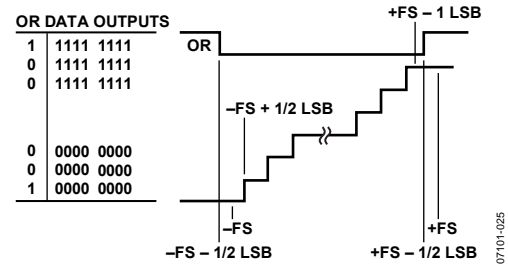 OR DATA OUTPUTS
1 1111 1111
0 1111 1111
0 1111 1111
0 0000 0000
0 0000 0000
1 0000 0000
+FS – 1 LSB
OR
–FS + 1/2 LSB
–FS
+FS
–FS – 1/2 LSB
+FS – 1/2 LSB
07101-025